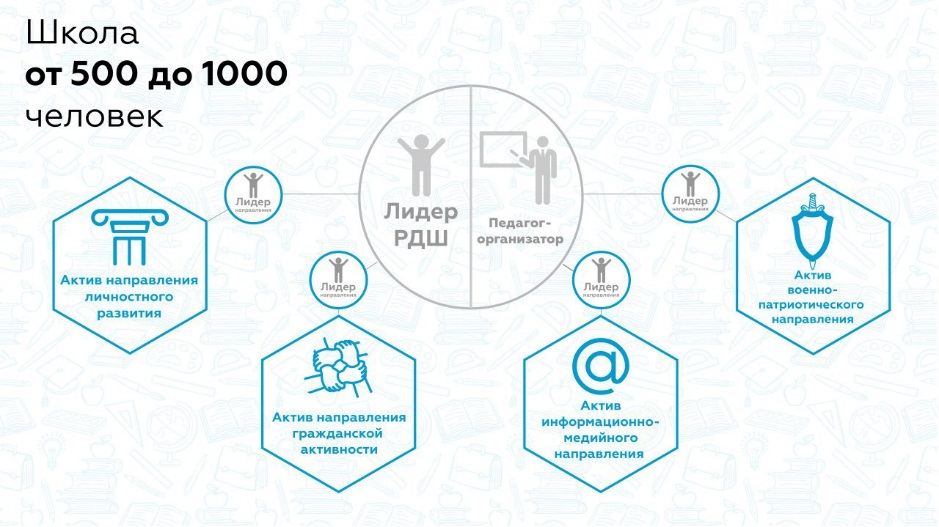 Школа
от 500 до 1000
человек
Лидер
РДШ
Педагог-
организатор
Лидер
направления
Лидер
направления
Лидер
направления
Лидер
направления
Актив направления
личностного
развития
Актив направления
гражданской
активности
Актив
информационно-
медийного
направления
Актив
военно-
патриотического
направления